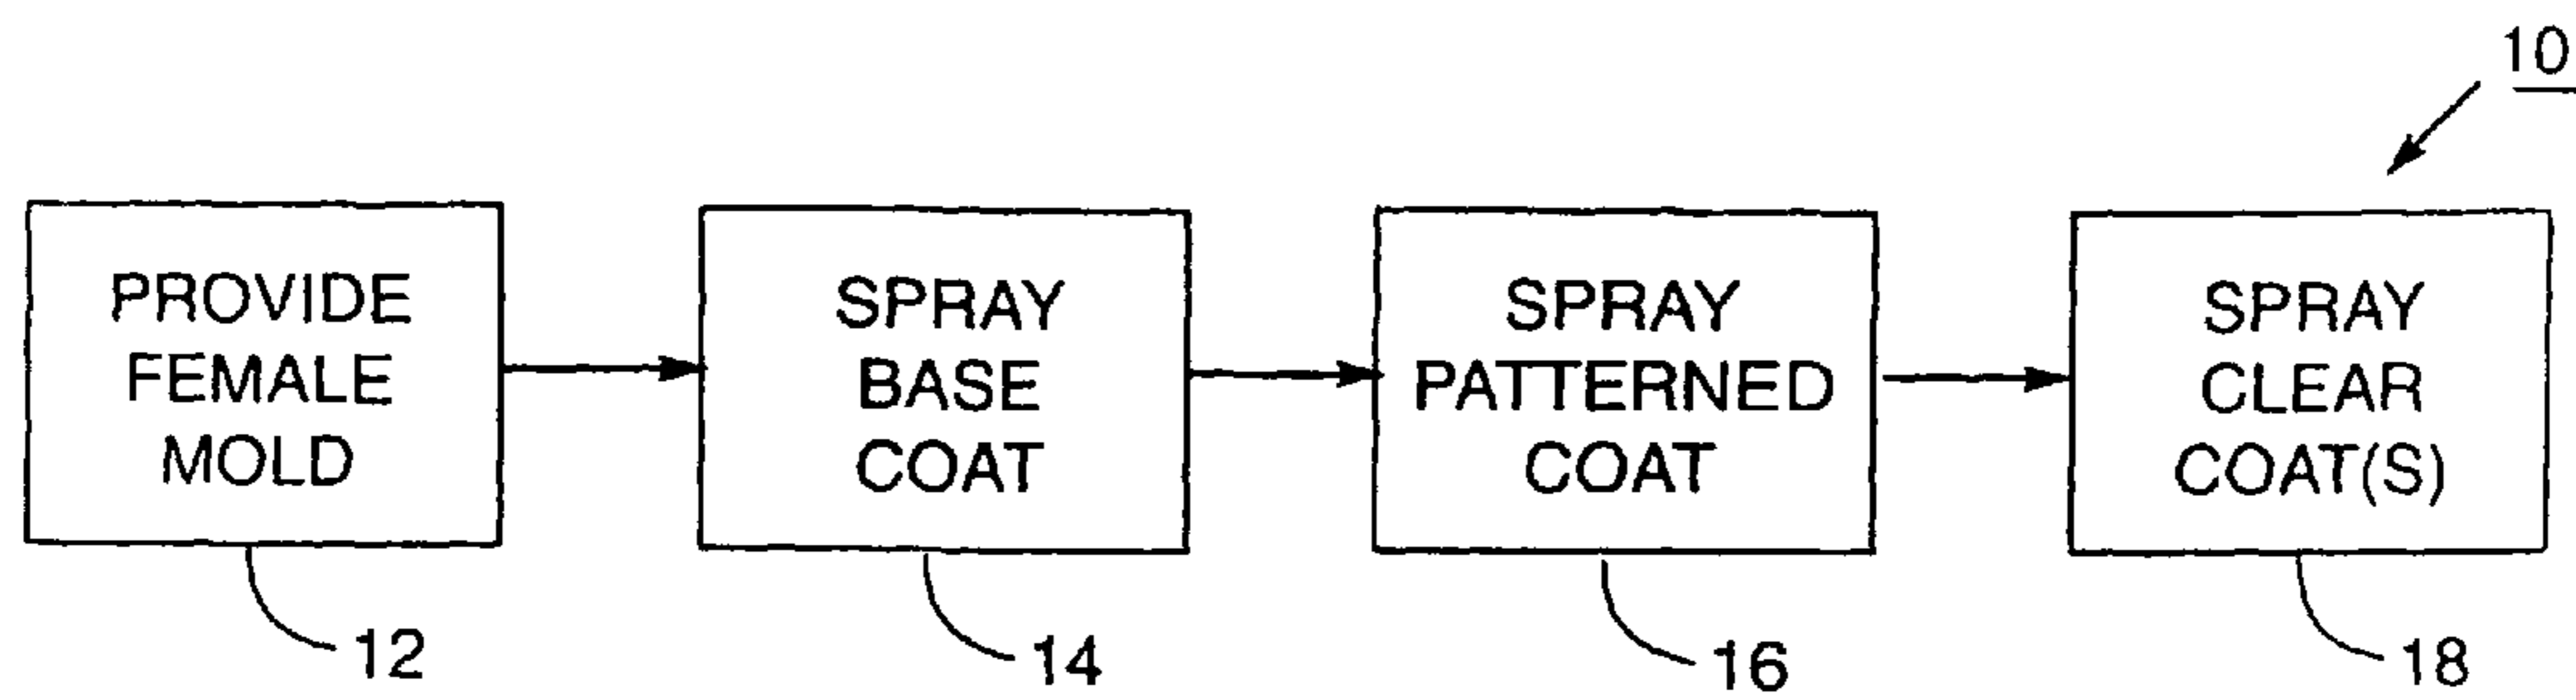 10
PROVIDE
FEMALE
MOLD
SPRAY
BASE
COAT
SPRAY
PATTERNED
COAT
SPRAY
CLEAR
COAT(S)
12
14
16
18